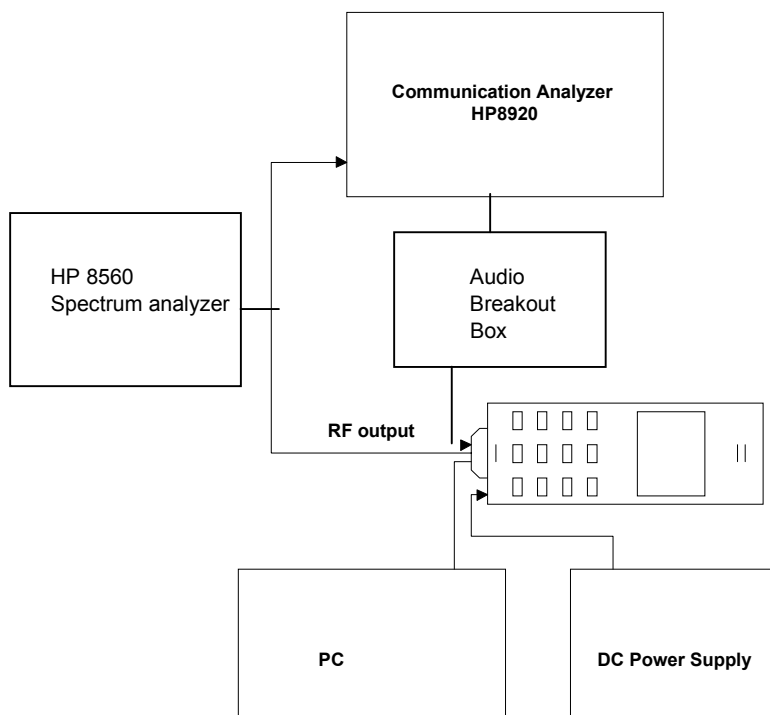 Communication Analyzer
HP8920
HP 8560
Spectrum analyzer
Audio
Breakout
Box
RF output
PC
DC Power Supply